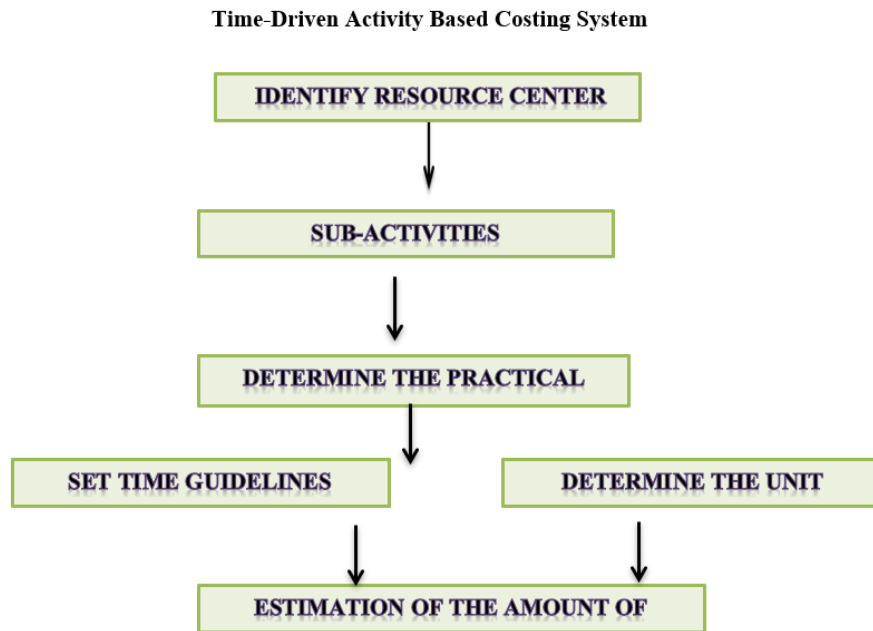 Time-Driven Activity Based Costing System
IDENTIFY RESOURCE CENTER
SUB-ACTIVITIES
DETERMINE THE PRACTICAL
SET TIME GUIDELINES
DETERMINE THE UNIT
ESTIMATION OF THE AMOUNT OF